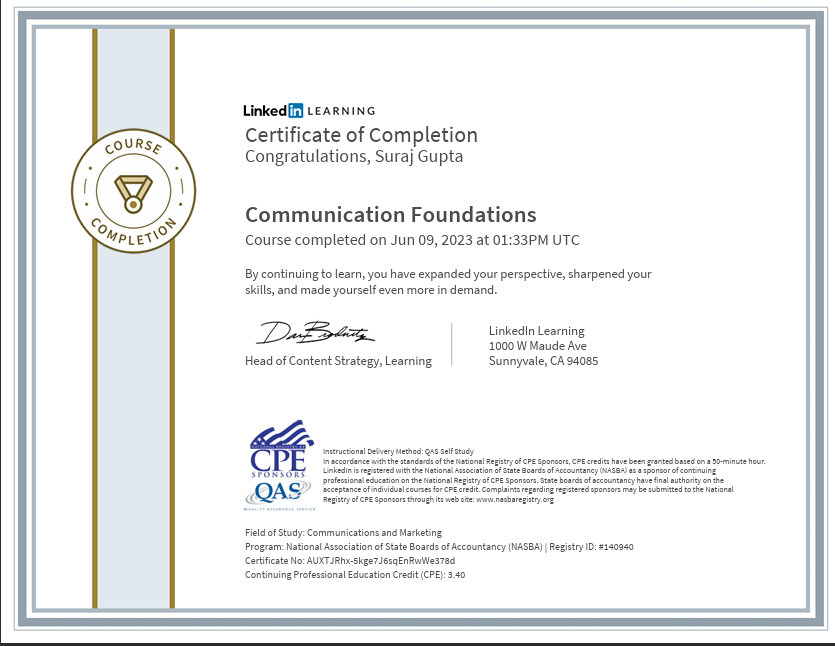 COURSE
COMPLETION
Linked in LEARNING
Certificate of Completion
Congratulations, Suraj Gupta
Communication Foundations
Course completed on Jun 09, 2023 at 01:33PM UTC
By continuing to learn, you have expanded your perspective, sharpened your
skills, and made yourself even more in demand.
Head of Content Strategy, Learning
LinkedIn Learning
1000 W Maude Ave
Sunnyvale, CA 94085
NATIONAL REGISTRY OF
CPE
SPONSORS
QAS
QUALITY ASSURANCE SERVICE
Instructional Delivery Method: QAS Self Study
In accordance with the standards of the National Registry of CPE Sponsors, CPE credits have been granted based on a 50-minute hour.
LinkedIn is registered with the National Association of State Boards of Accountancy (NASBA) as a sponsor of continuing
professional education on the National Registry of CPE Sponsors. State boards of accountancy have final authority on the
acceptance of individual courses for CPE credit. Complaints regarding registered sponsors may be submitted to the National
Registry of CPE Sponsors through its web site: www.nasbaregistry.org
Field of Study: Communications and Marketing
Program: National Association of State Boards of Accountancy (NASBA) | Registry ID: #140940
Certificate No: AUXTJRhx-5kge7J6sqEnRwWe378d
Continuing Professional Education Credit (CPE): 3.40